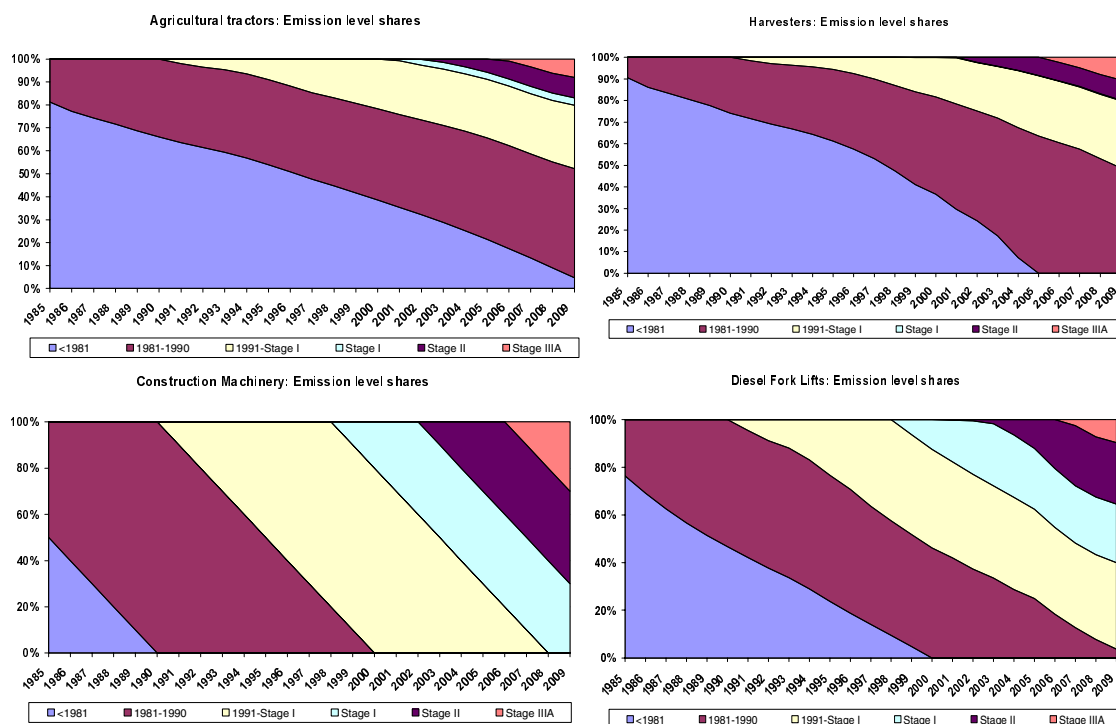 Agricultural tractors: Emission level shares
100%
90%
80%
70%
60%
50%
40%
30%
20%
10%
0%
1985 1986 1987 1988 1989 1990 1991 1992 1993 1994 1995 1996 1997 1998 1999 2000 2001 2002 2003 2004 2005 2006 2007 2008 2009
<1981 1981-1990 1991-Stage I Stage I Stage II Stage IIIA
Harvesters: Emission level shares
100%
90%
80%
70%
60%
50%
40%
30%
20%
10%
0%
1985 1986 1987 1988 1989 1990 1991 1992 1993 1994 1995 1996 1997 1998 1999 2000 2001 2002 2003 2004 2005 2006 2007 2008 2009
<1981 1981-1990 1991-Stage I Stage I Stage II Stage IIIA
Construction Machinery: Emission level shares
100%
80%
60%
40%
20%
0%
1985 1986 1987 1988 1989 1990 1991 1992 1993 1994 1995 1996 1997 1998 1999 2000 2001 2002 2003 2004 2005 2006 2007 2008 2009
<1981 1981-1990 1991-Stage I Stage I Stage II Stage IIIA
Diesel Fork Lifts: Emission level shares
100%
80%
60%
40%
20%
0%
1985 1986 1987 1988 1989 1990 1991 1992 1993 1994 1995 1996 1997 1998 1999 2000 2001 2002 2003 2004 2005 2006 2007 2008 2009
<1981 1981-1990 1991-Stage I Stage I Stage II Stage IIIA